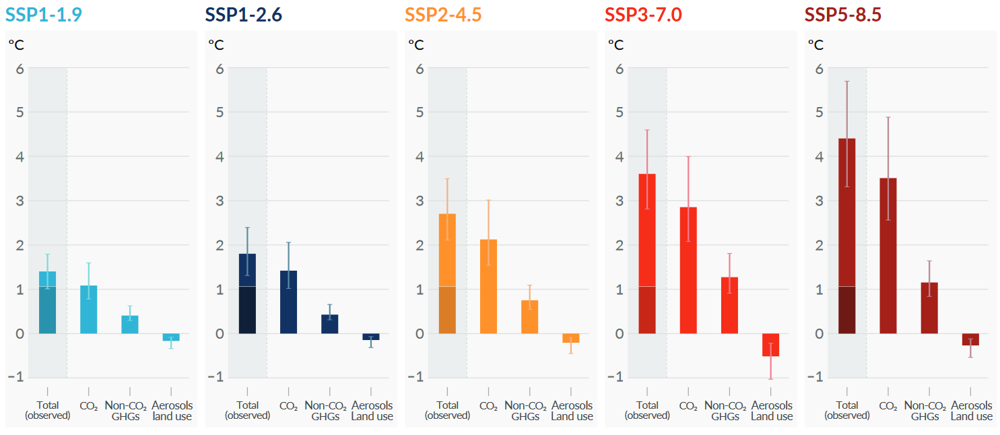 SSP1-1.9
°C
6
5
4
3
2
1
0
−1
Total
(observed)
CO₂
Non-CO₂
GHGs
Aerosols
land use
SSP1-2.6
°C
6
5
4
3
2
1
0
−1
Total
(observed)
CO₂
Non-CO₂
GHGs
Aerosols
Land use
SSP2-4.5
°C
6
5
4
3
2
1
0
−1
Total
(observed)
CO₂
Non-CO₂
GHGs
Aerosols
Land use
SSP3-7.0
°C
6
5
4
3
2
1
0
−1
Total
(observed)
CO₂
Non-CO₂
GHGs
Aerosols
Land use
SSP5-8.5
°C
6
5
4
3
2
1
0
−1
Total
(observed)
CO₂
Non-CO₂
GHGs
Aerosols
Land use